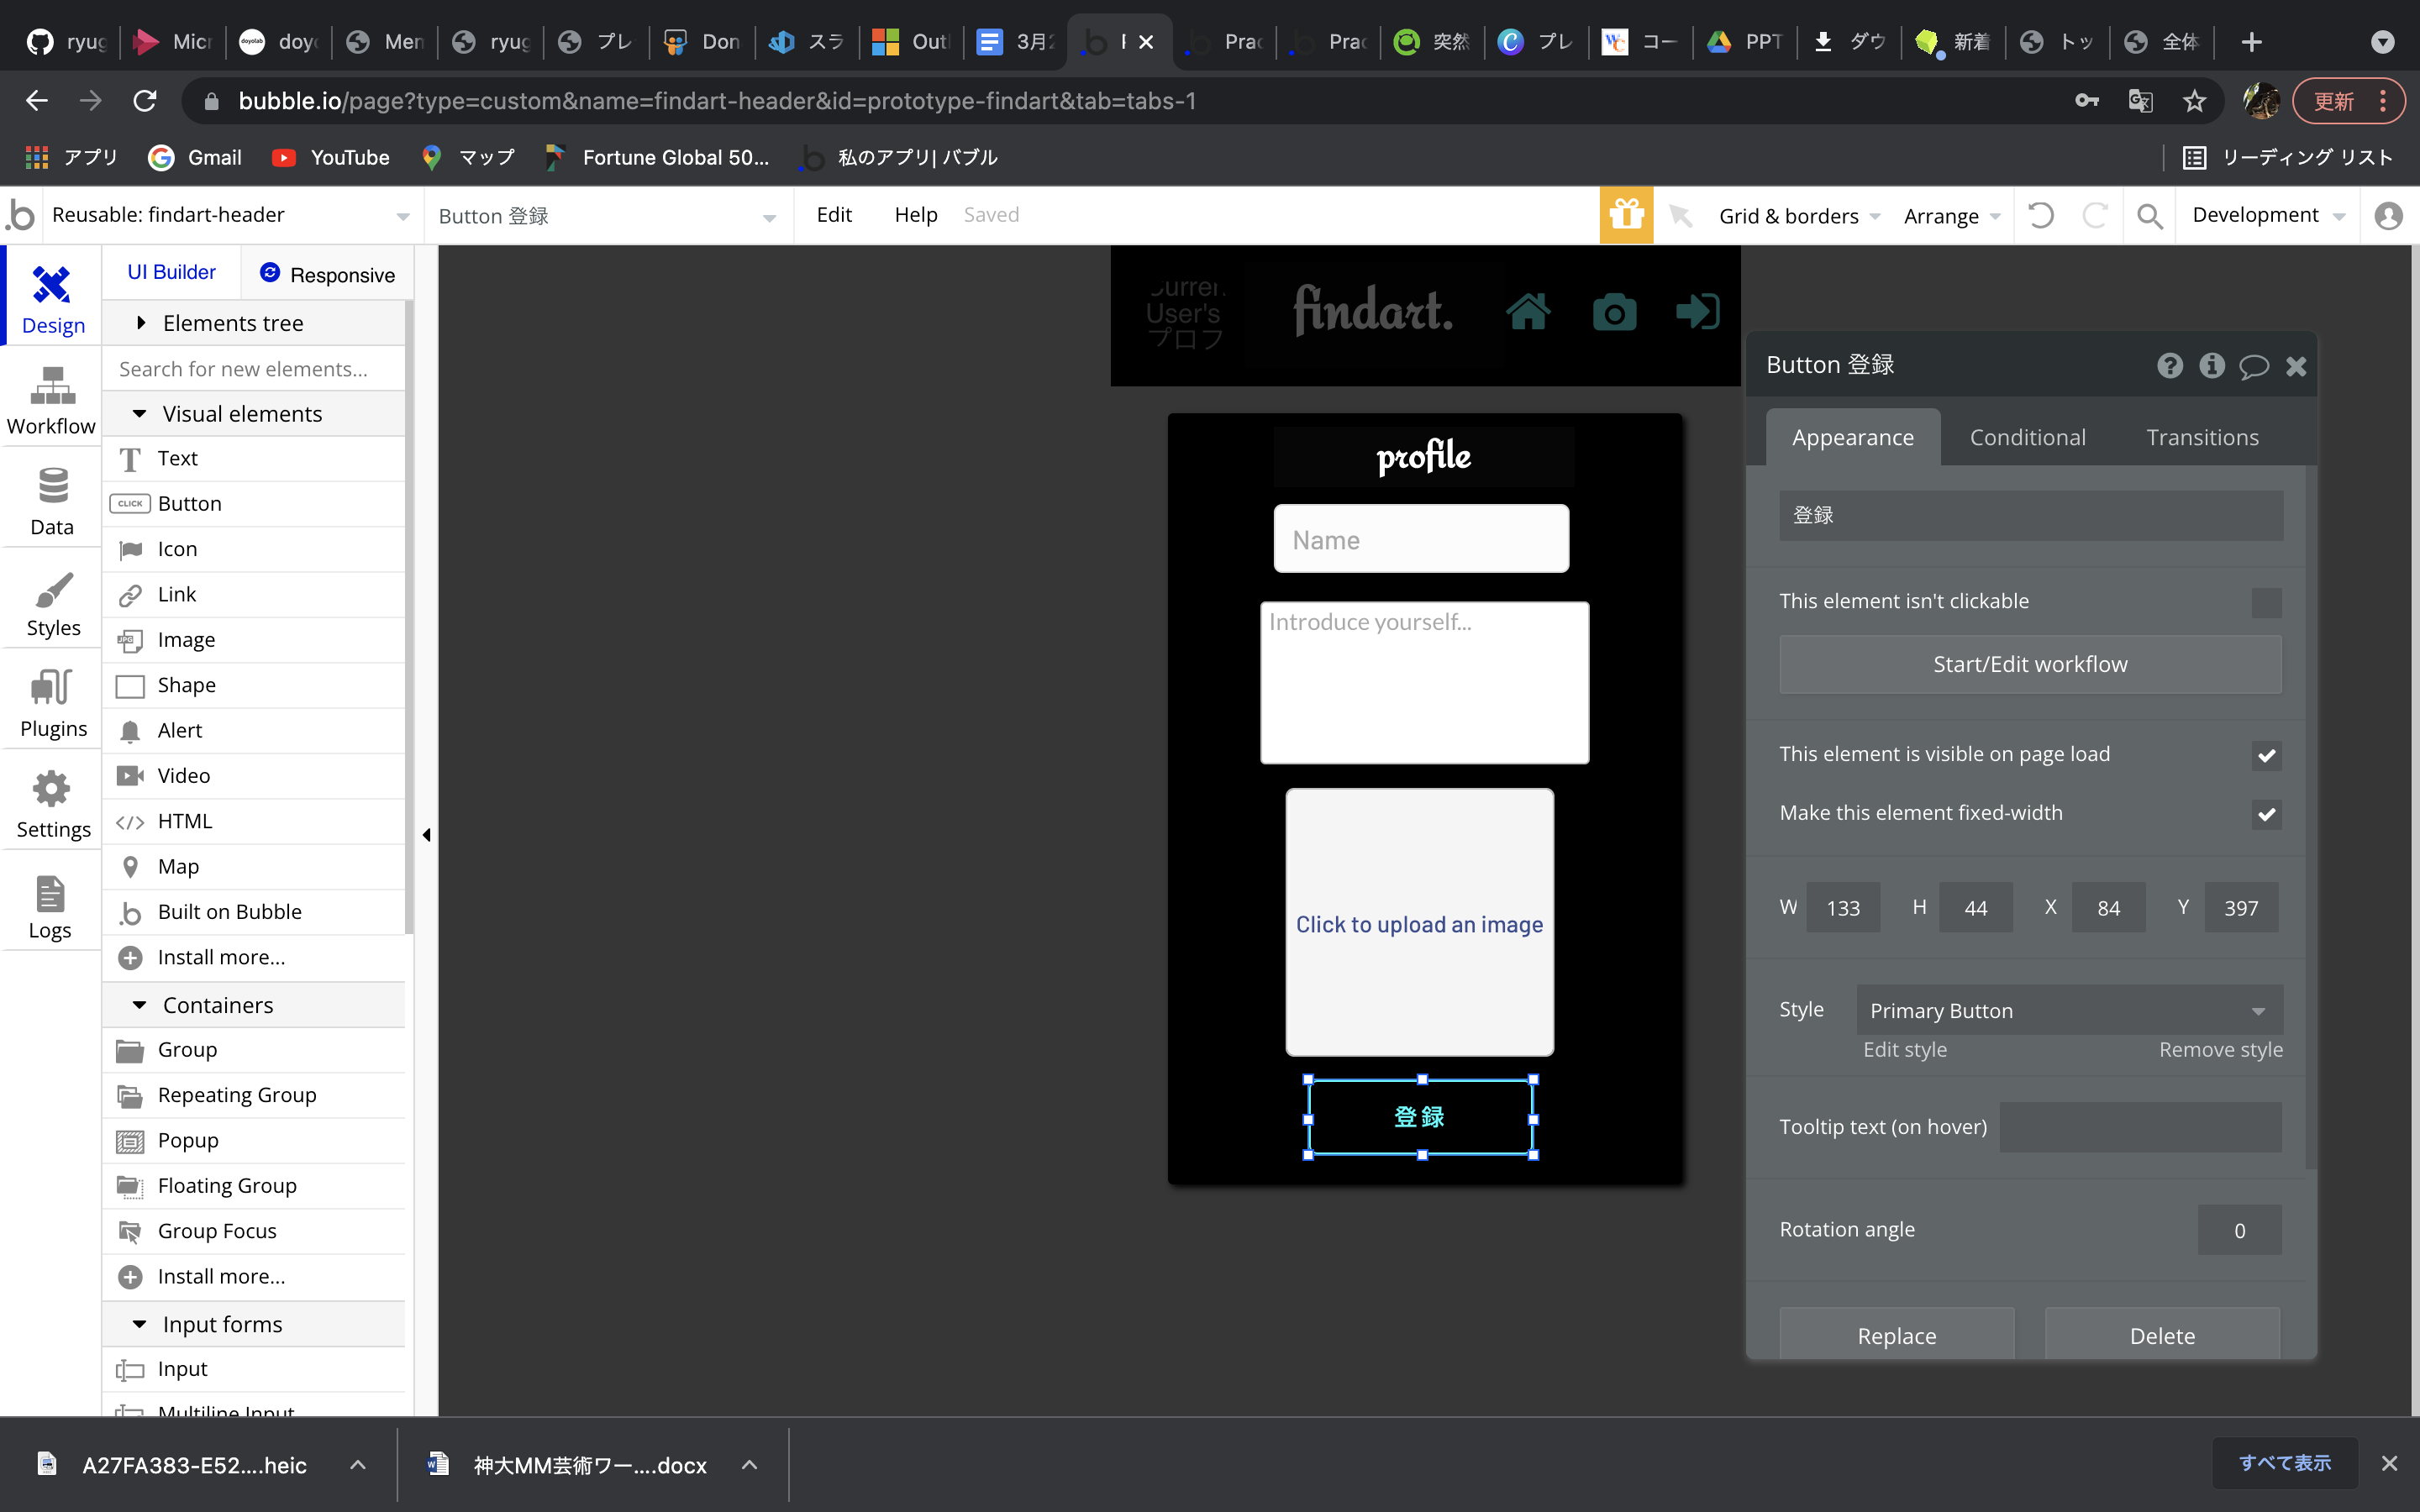 ryug
Micr
doyo
Men
ryug
プレ
Don
スラ
Outl
3月2
Prac
Prac
突然
プレ
コー
PPT
ダウ
新着
トッ
全体
bubble.io/page?type=custom&name=findart-header&id=prototype-findart&tab=tabs-1
更新
アプリ
Gmail
YouTube
マップ
Fortune Global 50...
私のアプリ| バブル
リーディング リスト
Reusable: findart-header
Button 登録
Edit
Help
Saved
Grid & borders
Arrange
Development
Design
Workflow
Data
Styles
Plugins
Settings
Logs
UI Builder
Responsive
Elements tree
Search for new elements...
Visual elements
Text
CLICK Button
Icon
Link
JPG Image
Shape
Alert
Video
HTML
Map
Built on Bubble
Install more...
Containers
Group
Repeating Group
Popup
Floating Group
Group Focus
Install more...
Input forms
Input
Multiline Input
User's
プロフ
findart.
profile
Name
Introduce yourself...
Click to upload an image
登録
Button 登録
Appearance
Conditional
Transitions
登録
This element isn't clickable
Start/Edit workflow
This element is visible on page load
Make this element fixed-width
W 133 H 44 X 84 Y 397
Style Primary Button
Edit style
Remove style
Tooltip text (on hover)
Rotation angle 0
Replace
Delete
A27FA383-E52....heic
神大MM芸術ワー....docx
すべて表示